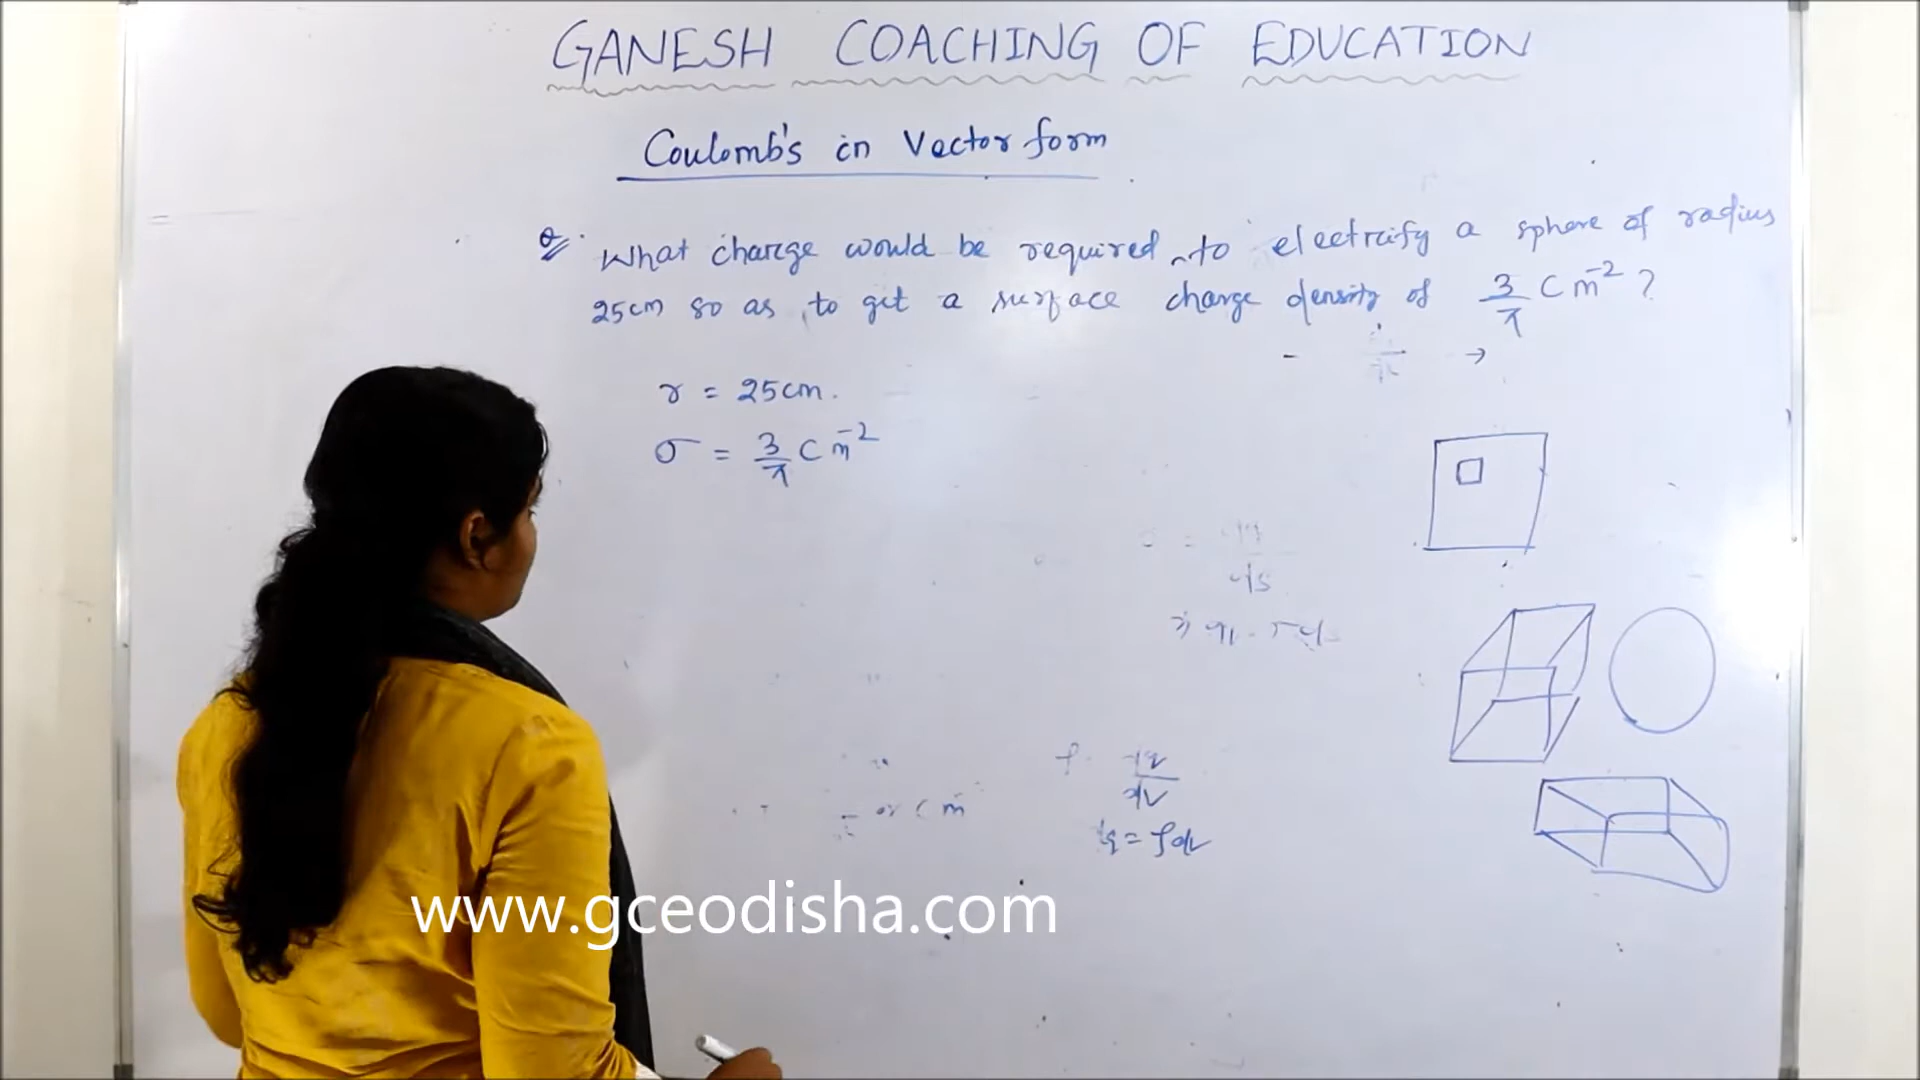 GANESH COACHING OF EDUCATION
Coulomb's in Vector form
Q. What charge would be required, to electrify a sphere of radius
25cm so as to get a surface charge density of 3/π C m⁻² ?
r = 25cm.
σ = 3/π C m⁻²
www.gceodisha.com